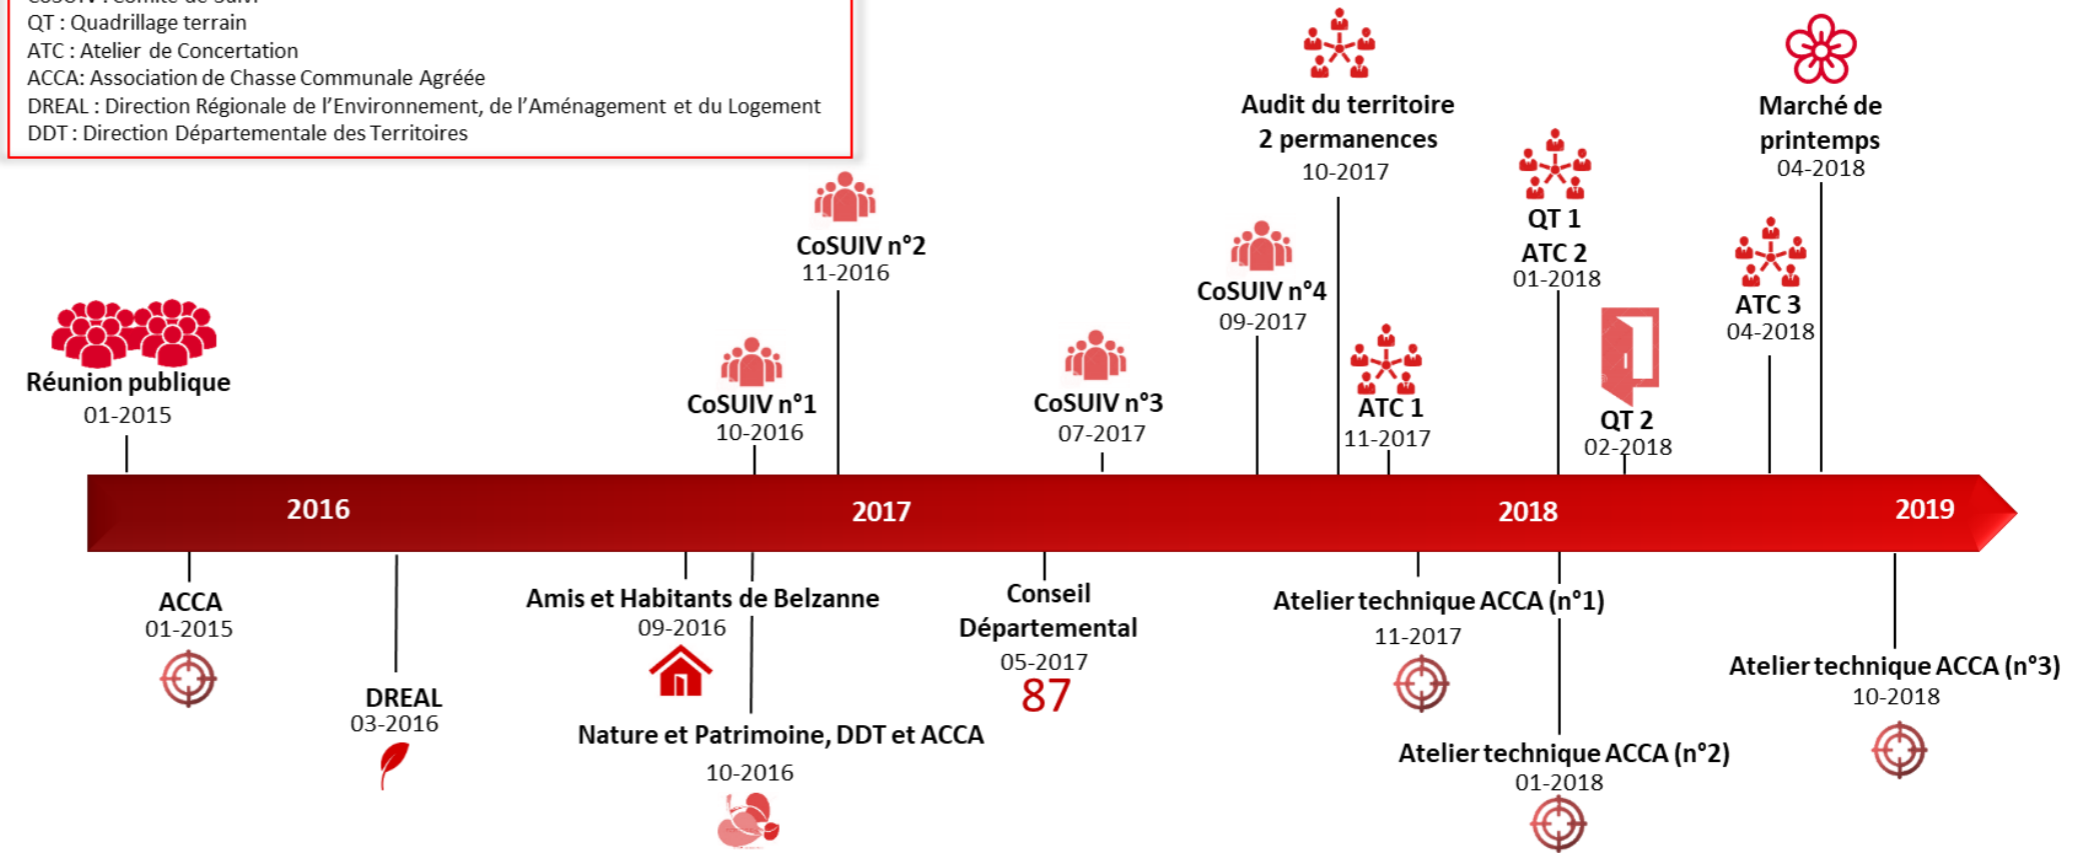 CoSUIV : Comité de Suivi
QT : Quadrillage terrain
ATC : Atelier de Concertation
ACCA: Association de Chasse Communale Agréée
DREAL : Direction Régionale de l'Environnement, de l'Aménagement et du Logement
DDT : Direction Départementale des Territoires
Réunion publique
01-2015
CoSUIV n°1
10-2016
CoSUIV n°2
11-2016
CoSUIV n°3
07-2017
CoSUIV n°4
09-2017
Audit du territoire
2 permanences
10-2017
ATC 1
11-2017
QT 1
ATC 2
01-2018
QT 2
02-2018
ATC 3
04-2018
Marché de
printemps
04-2018
2016
2017
2018
2019
ACCA
01-2015
DREAL
03-2016
Amis et Habitants de Belzanne
09-2016
Nature et Patrimoine, DDT et ACCA
10-2016
Conseil
Départemental
05-2017
87
Atelier technique ACCA (n°1)
11-2017
Atelier technique ACCA (n°2)
01-2018
Atelier technique ACCA (n°3)
10-2018